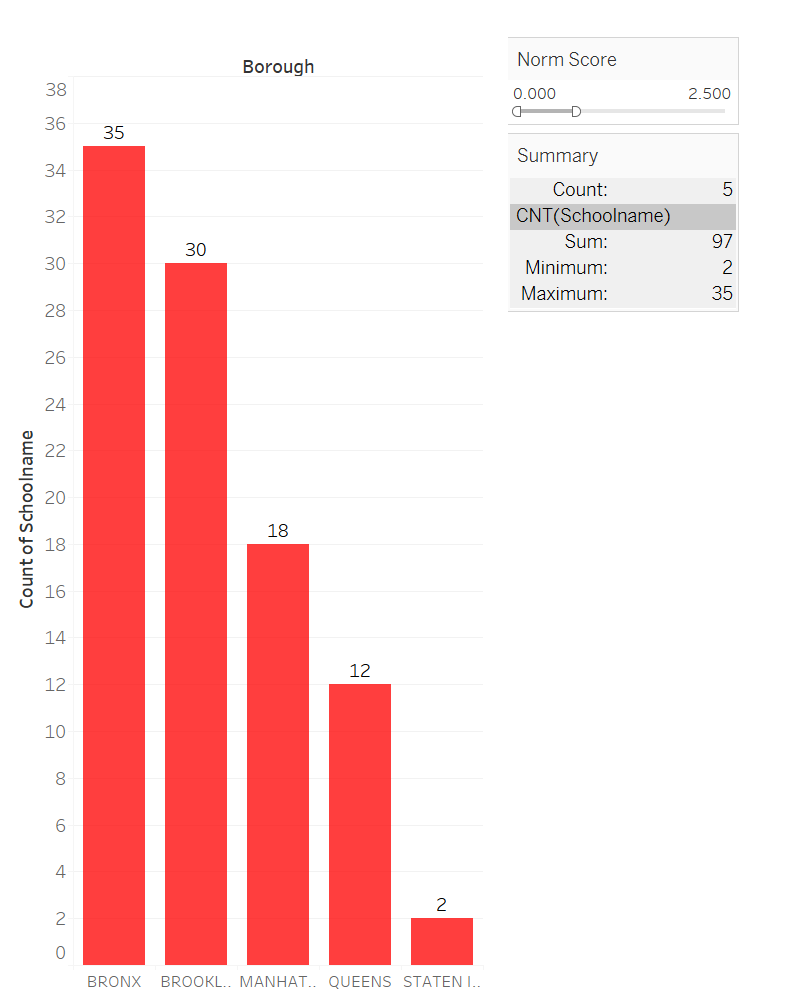 Borough
38
36
34
32
30
28
26
24
22
20
18
16
14
12
10
8
6
4
2
0
Count of Schoolname
35
30
18
12
2
BRONX BROOKL.. MANHAT.. QUEENS STATEN I..
Norm Score
0.000 2.500
Summary
Count: 5
CNT(Schoolname)
Sum: 97
Minimum: 2
Maximum: 35